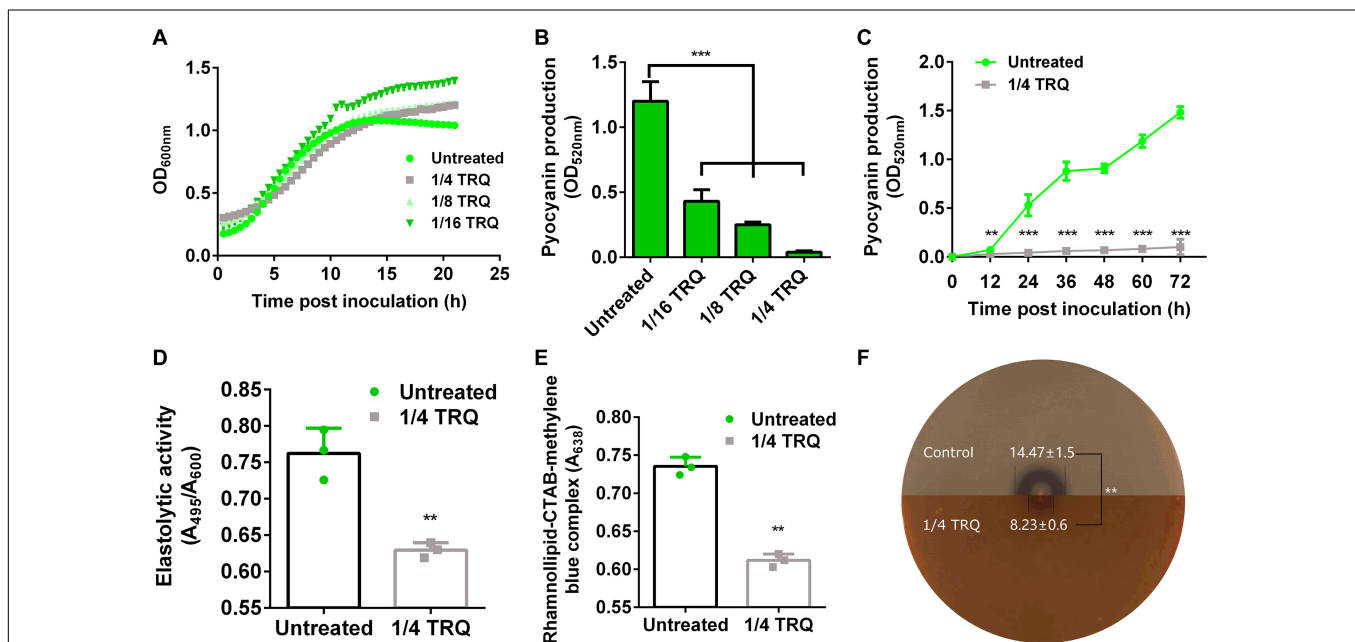 A
OD600nm
1.5
1.0
0.5
0.0
0
5
10
15
20
25
Time post inoculation (h)
Untreated
1/4 TRQ
1/8 TRQ
1/16 TRQ
B
Pyocyanin production
(OD520nm)
1.5
1.0
0.5
0.0
***
Untreated
1/16 TRQ
1/8 TRQ
1/4 TRQ
C
Untreated
1/4 TRQ
Pyocyanin production
(OD520nm)
2.0
1.5
1.0
0.5
0.0
** *** *** *** *** ***
0 12 24 36 48 60 72
Time post inoculation (h)
D
Elastolytic activity
(A495/A600)
0.85
0.80
0.75
0.70
0.65
0.60
0.55
Untreated
1/4 TRQ
**
Untreated 1/4 TRQ
E
Rhamnollipid-CTAB-methylene
blue complex (A638)
0.80
0.75
0.70
0.65
0.60
0.55
Untreated
1/4 TRQ
**
Untreated 1/4 TRQ
F
Control 14.47±1.5
**
1/4 TRQ 8.23±0.6